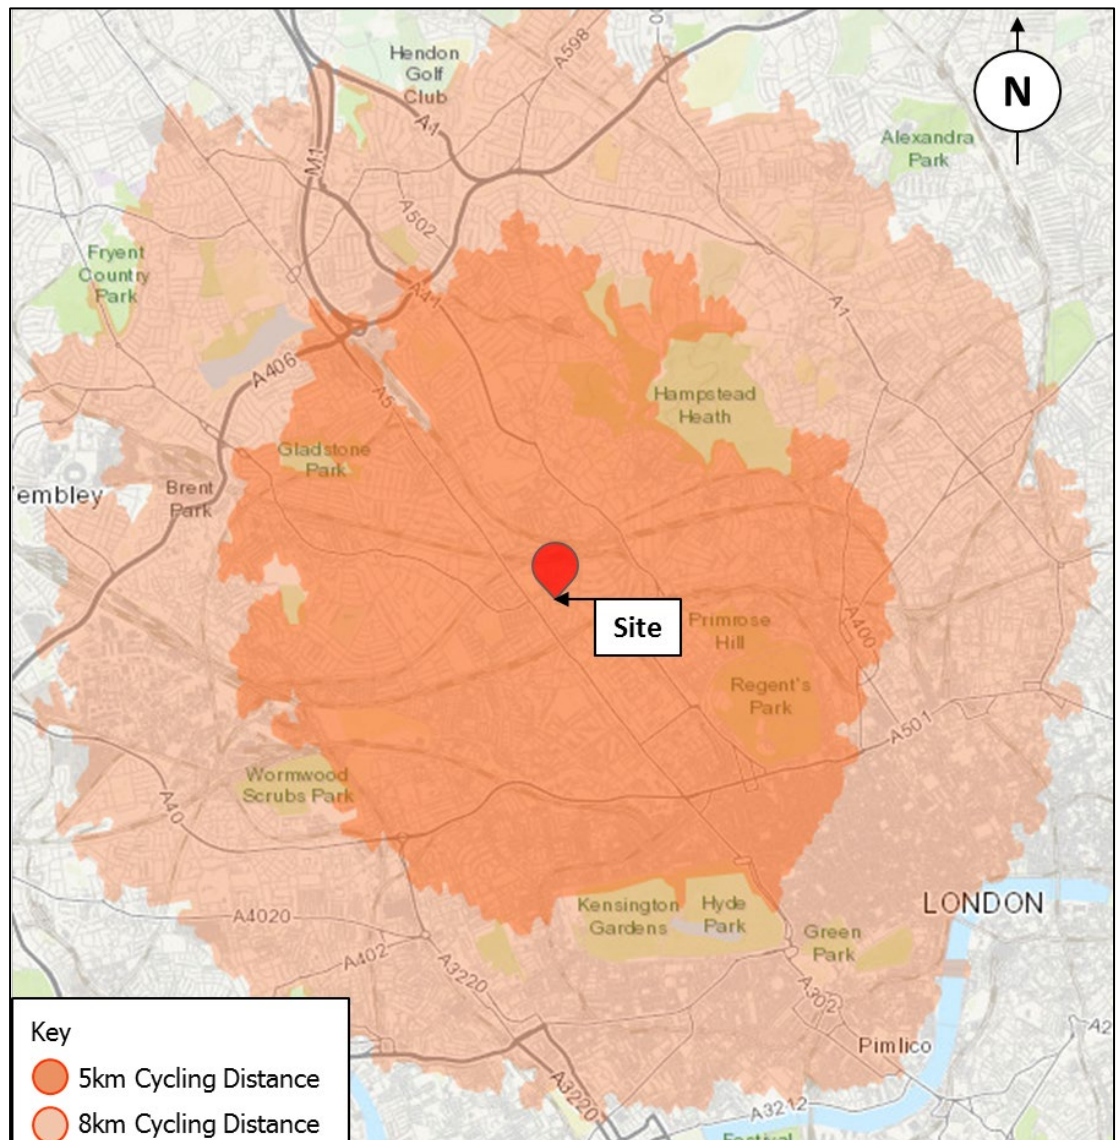 Hendon
Golf
Club
A598
N
A1
M1
Alexandra
Park
A502
Fryent
Country
Park
A41
A1
A406
A5
Hampstead
Heath
Gladstone
Park
Brent
Park
embley
Site
Primrose
Hill
A400
Regent's
Park
A501
Wormwood
Scrubs Park
A40
Kensington
Gardens
Hyde
Park
LONDON
A4020
Green
Park
A402
A3220
A302
A2
Key
Pimlico
5km Cycling Distance
A3220
A3212
8km Cycling Distance